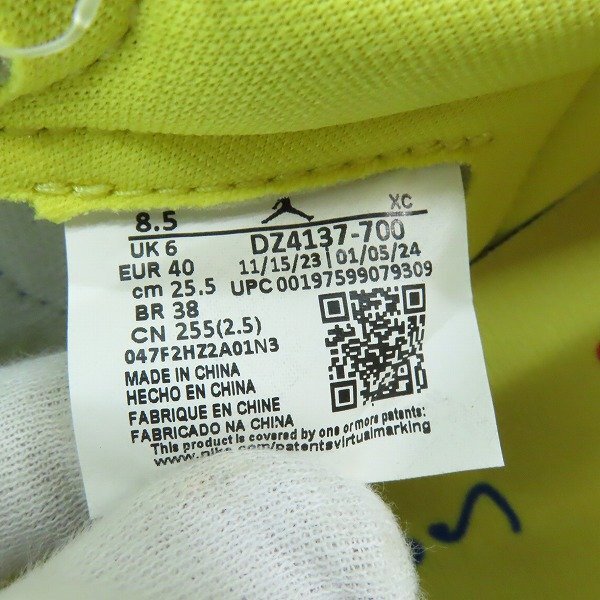 8.5 XC
UK 6 DZ4137-700
EUR 40 11/15/23 | 01/05/24
cm 25.5 UPC 00197599079309
BR 38
CN 255(2.5)
047F2HZ2A01N3
MADE IN CHINA
HECHO EN CHINA
FABRIQUE EN CHINE
FABRICADO NA CHINA
This product is covered by one or more patents:
www.nike.com/patentsvirtualmarking